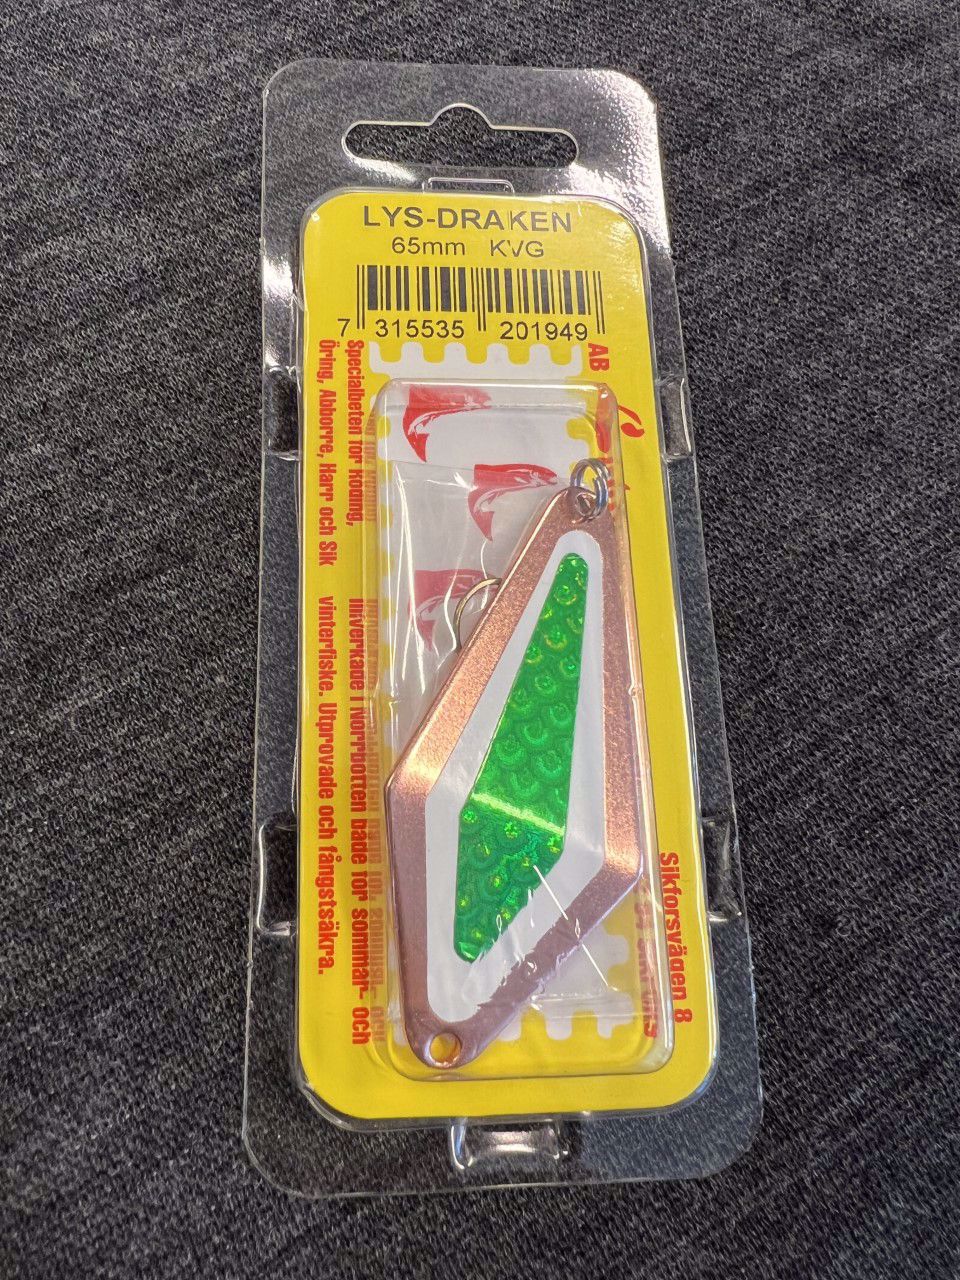 LYS-DRAKEN
65mm KVG
7 315535 201949
AB
Specialbeten för Röding,
Öring, Abborre, Harr och Sik
tillverkade i Norrbotten både för sommar- och
vinterfiske. Utprovade och fångstsäkra.
Sikforsvägen 8